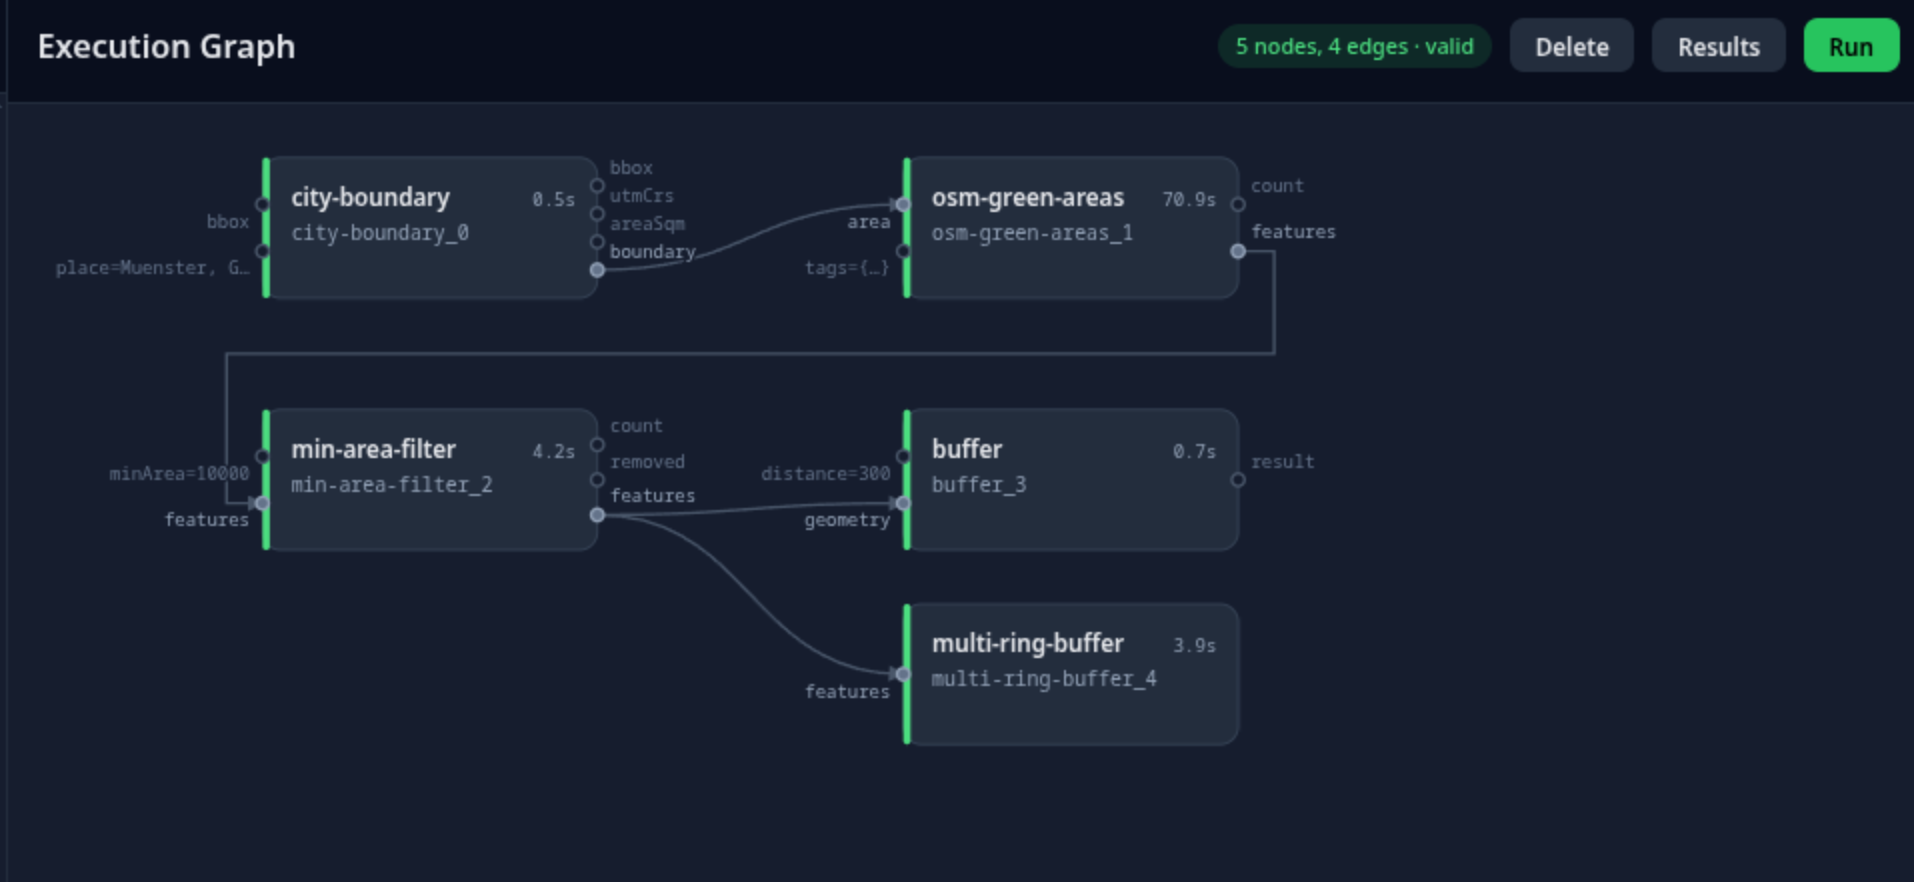 Execution Graph
5 nodes, 4 edges · valid
Delete
Results
Run
bbox
place=Muenster, G…
city-boundary
0.5s
city-boundary_0
bbox
utmCrs
areaSqm
boundary
area
tags={…}
osm-green-areas
70.9s
osm-green-areas_1
count
features
minArea=10000
features
min-area-filter
4.2s
min-area-filter_2
count
removed
features
distance=300
geometry
buffer
0.7s
buffer_3
result
features
multi-ring-buffer
3.9s
multi-ring-buffer_4